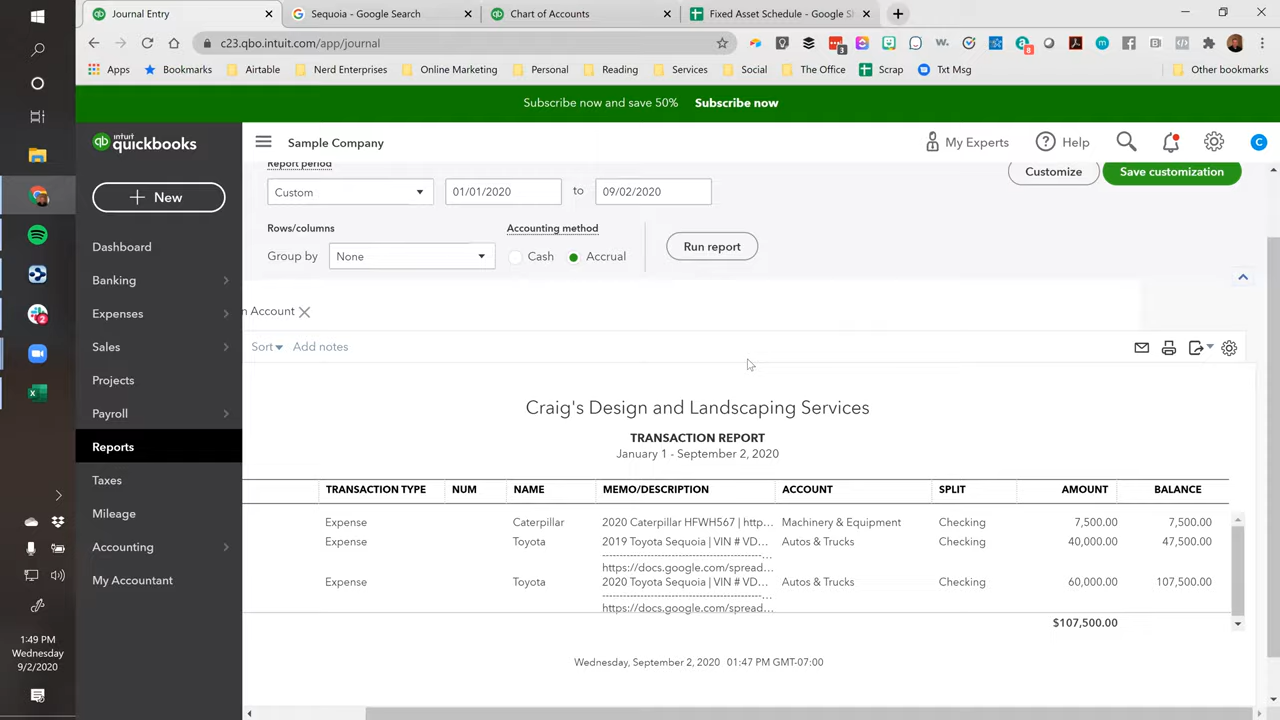 Journal Entry
Sequoia - Google Search
Chart of Accounts
Fixed Asset Schedule - Google Sh
c23.qbo.intuit.com/app/journal
Apps
Bookmarks
Airtable
Nerd Enterprises
Online Marketing
Personal
Reading
Services
Social
The Office
Scrap
Txt Msg
Other bookmarks
Subscribe now and save 50% Subscribe now
intuit
quickbooks
Sample Company
My Experts
Help
C
New
Report period
Custom
01/01/2020
to
09/02/2020
Customize
Save customization
Rows/columns
Accounting method
Group by
None
Cash
Accrual
Run report
Dashboard
Banking
Expenses
Sales
Projects
Payroll
Reports
Taxes
Mileage
Accounting
My Accountant
n Account
Sort
Add notes
Craig's Design and Landscaping Services
TRANSACTION REPORT
January 1 - September 2, 2020
TRANSACTION TYPE NUM NAME MEMO/DESCRIPTION ACCOUNT SPLIT AMOUNT BALANCE
Expense Caterpillar 2020 Caterpillar HFWH567 | http... Machinery & Equipment Checking 7,500.00 7,500.00
Expense Toyota 2019 Toyota Sequoia | VIN # VD... Autos & Trucks Checking 40,000.00 47,500.00
https://docs.google.com/spread...
Expense Toyota 2020 Toyota Sequoia | VIN # VD... Autos & Trucks Checking 60,000.00 107,500.00
https://docs.google.com/spread...
$107,500.00
Wednesday, September 2, 2020 01:47 PM GMT-07:00
1:49 PM
Wednesday
9/2/2020